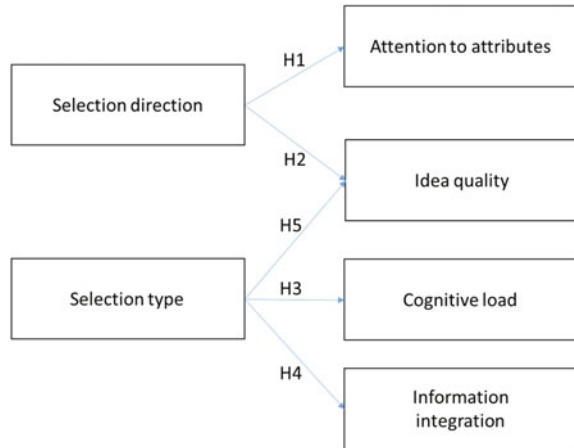 Attention to attributes
H1
Selection direction
H2
Idea quality
H5
Selection type
H3
Cognitive load
H4
Information
integration